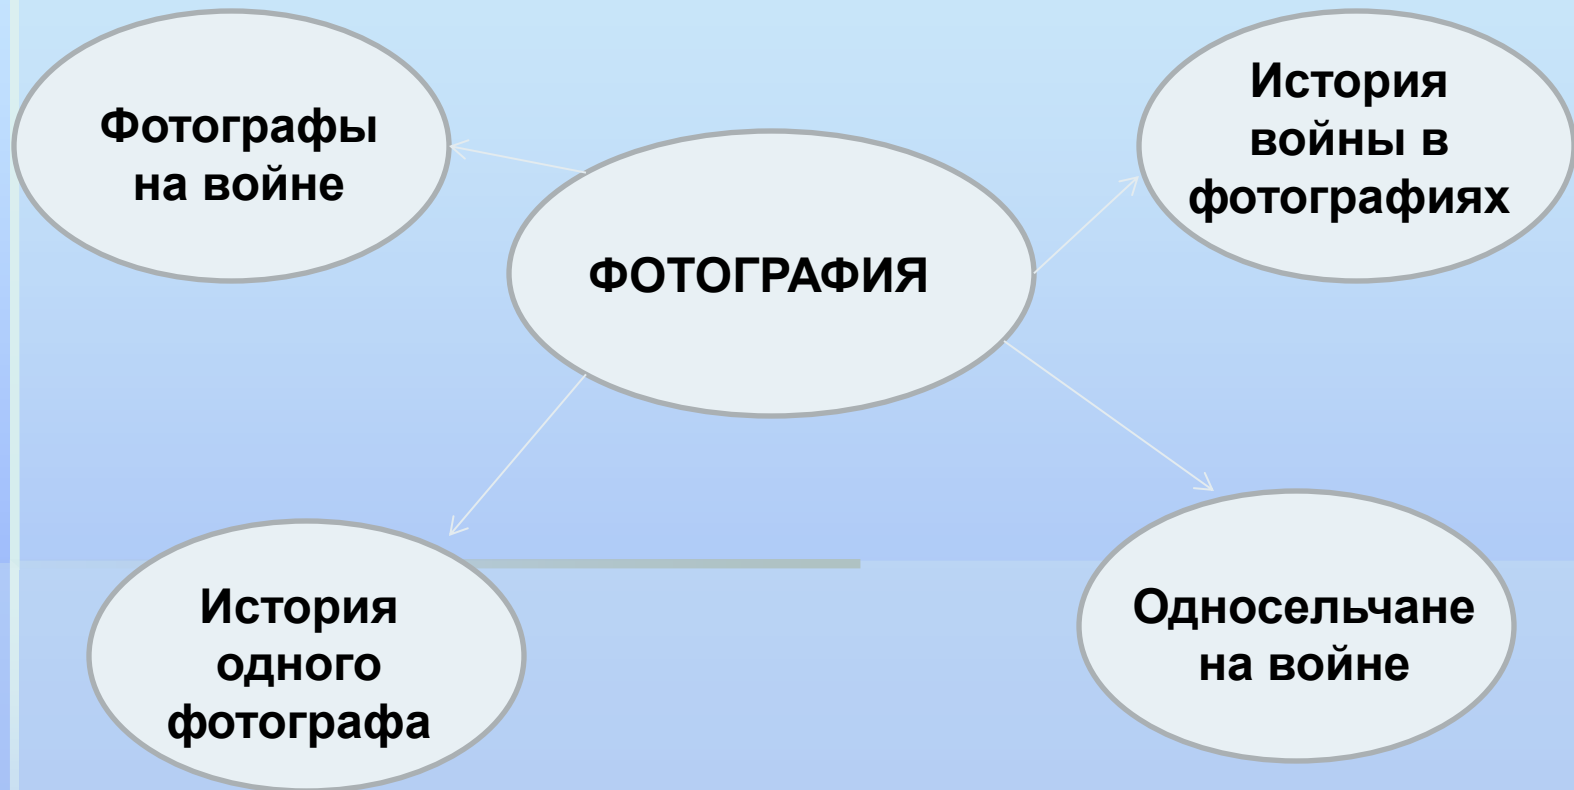 Фотографы
на войне
История
войны в
фотографиях
ФОТОГРАФИЯ
История
одного
фотографа
Односельчане
на войне